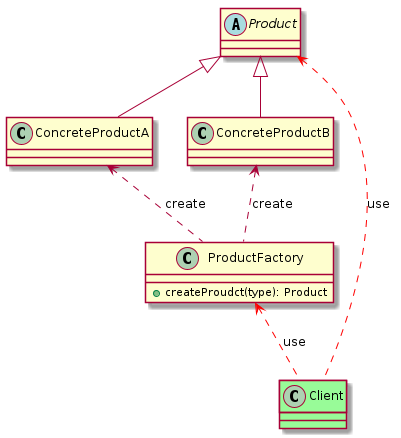 A Product
C ConcreteProductA
C ConcreteProductB
create
create
use
C ProductFactory
createProudct(type): Product
use
C Client